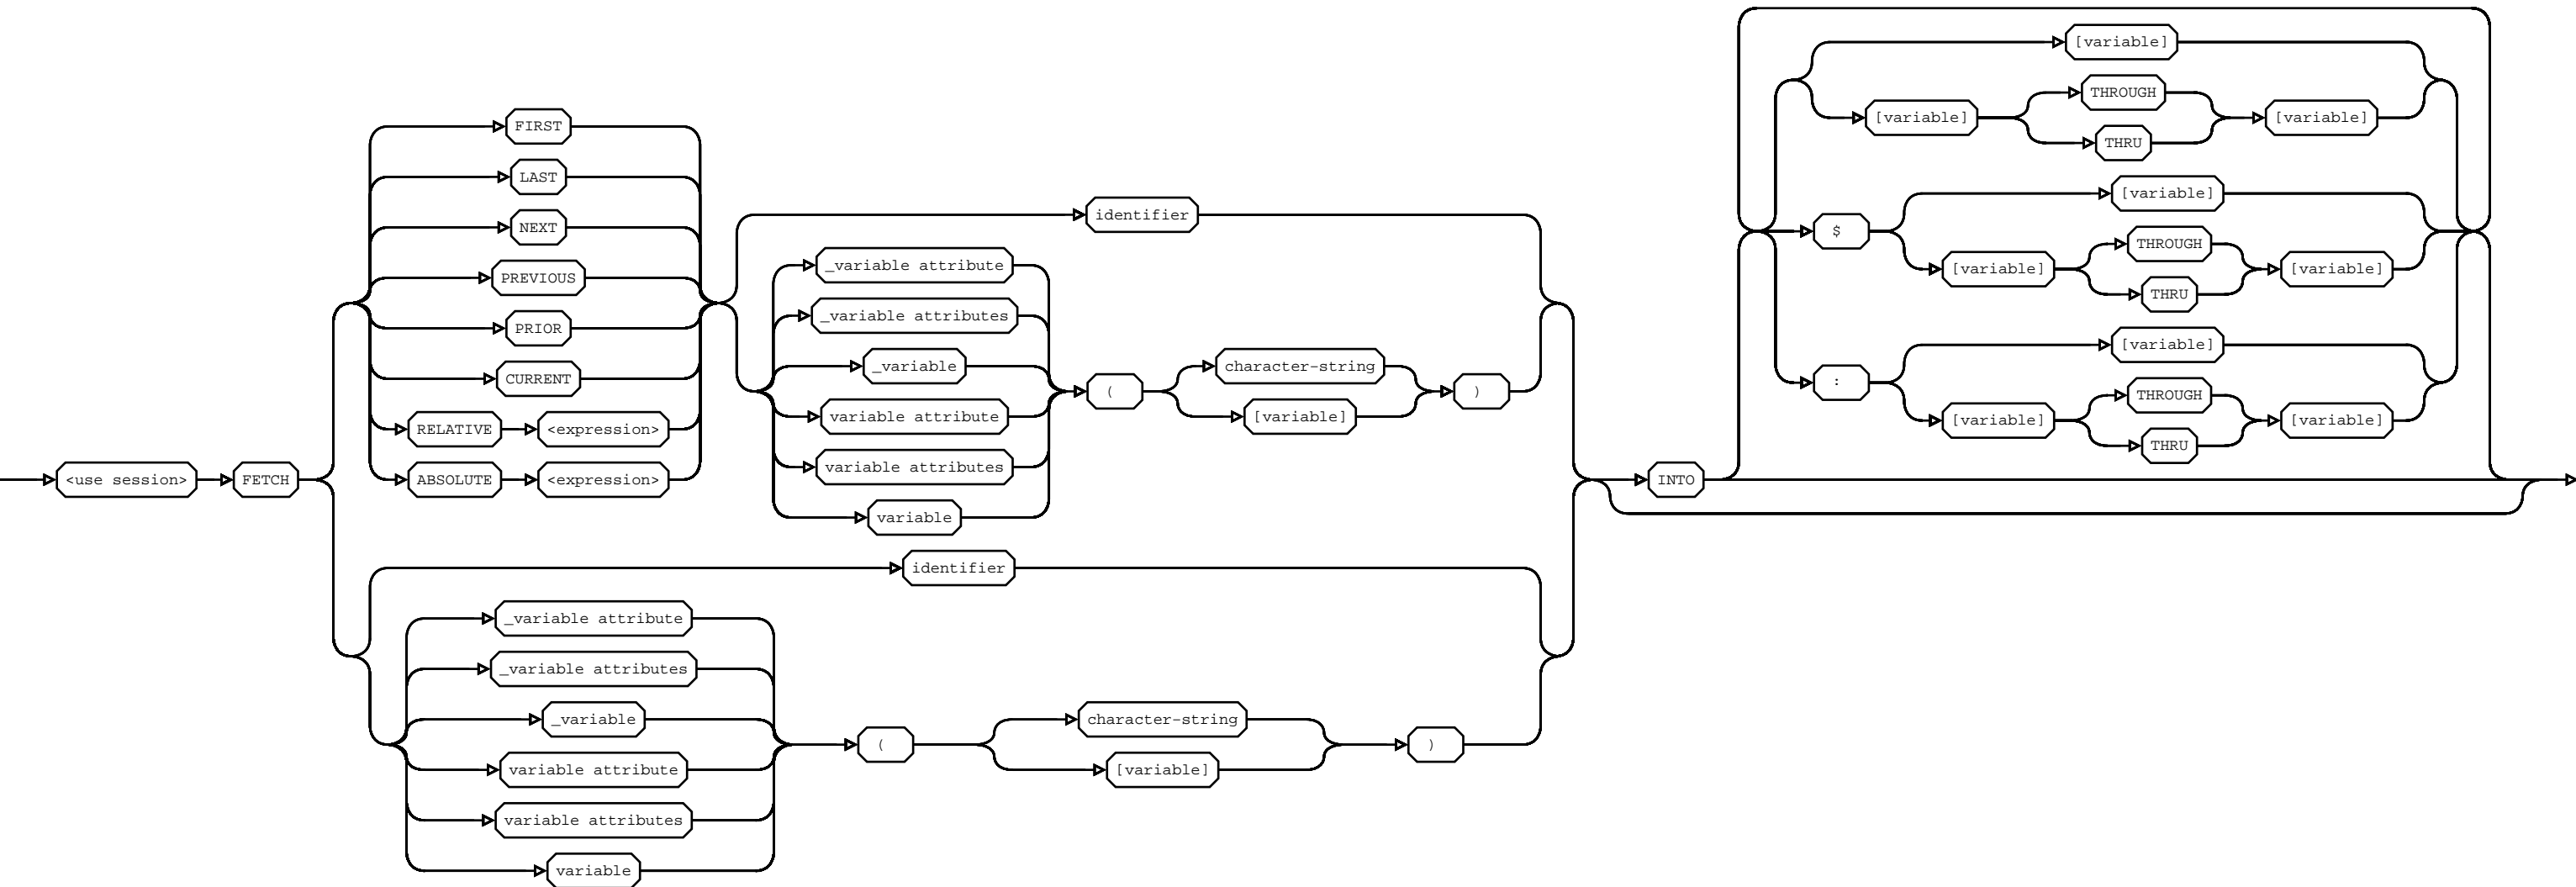 [variable]
[variable] THROUGH [variable]
THRU
FIRST
LAST
NEXT
PREVIOUS
PRIOR
CURRENT
RELATIVE <expression>
<use session> FETCH ABSOLUTE <expression>
identifier
_variable attribute
_variable attributes
_variable
variable attribute
variable attributes
variable
( character-string )
[variable]
INTO
$ [variable]
[variable] THROUGH [variable]
THRU
: [variable]
[variable] THROUGH [variable]
THRU
identifier
_variable attribute
_variable attributes
_variable
variable attribute
variable attributes
variable
( character-string )
[variable]